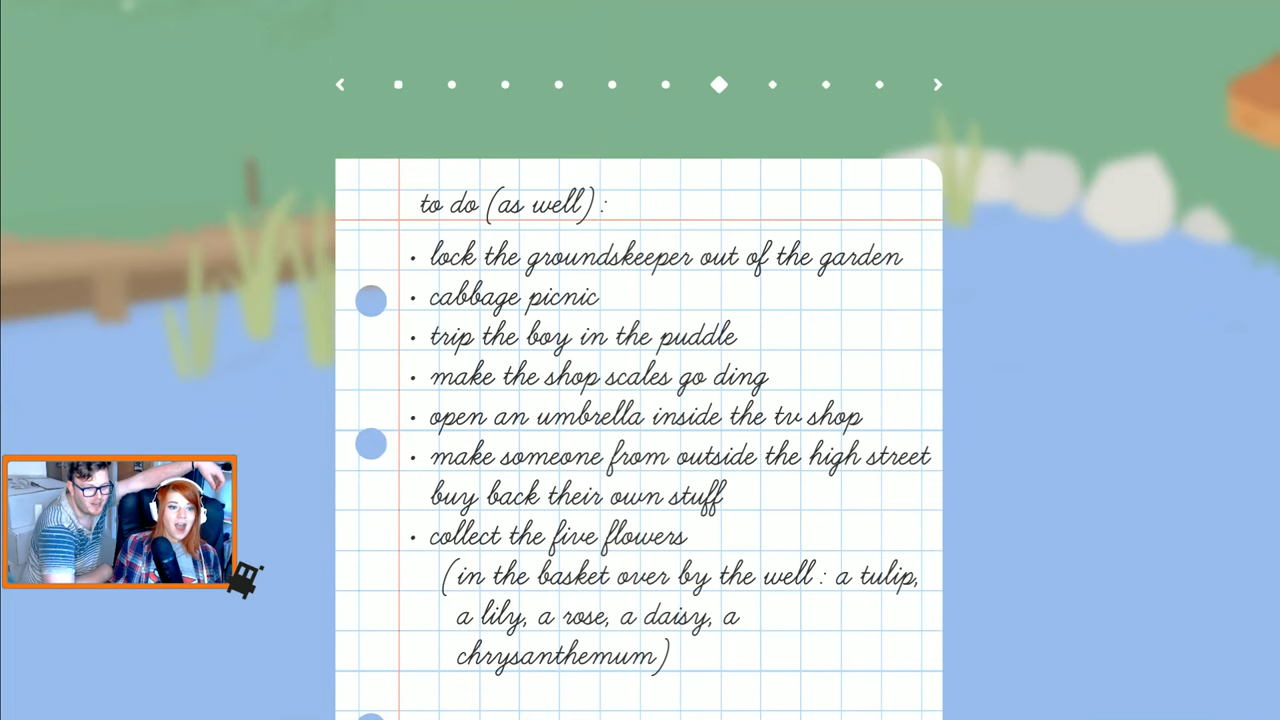 to do (as well) :
• lock the groundskeeper out of the garden
• cabbage picnic
• trip the boy in the puddle
• make the shop scales go ding
• open an umbrella inside the tv shop
• make someone from outside the high street
buy back their own stuff
• collect the five flowers
(in the basket over by the well : a tulip,
a lily, a rose, a daisy, a
chrysanthemum)